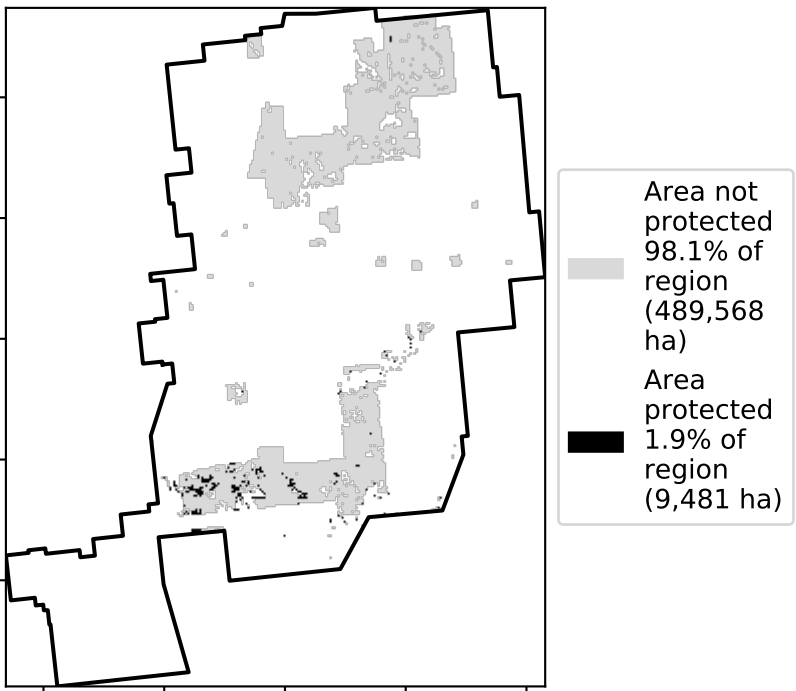 Area not
protected
98.1% of
region
(489,568
ha)
Area
protected
1.9% of
region
(9,481 ha)